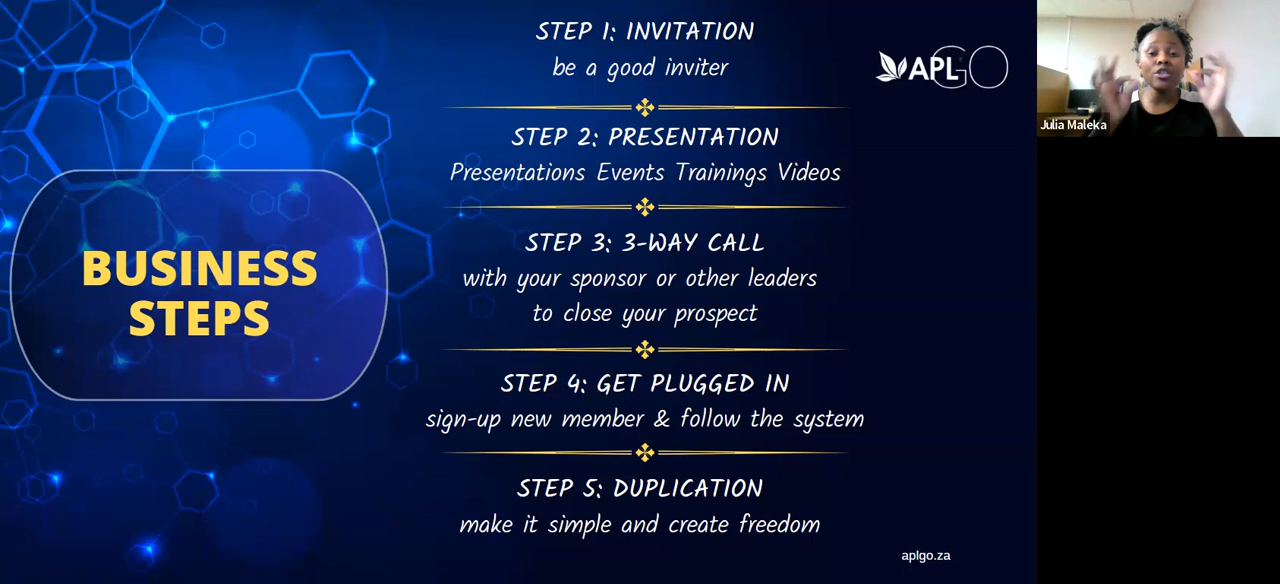 STEP 1: INVITATION
be a good inviter
APLGO
Julia Maleka
STEP 2: PRESENTATION
Presentations Events Trainings Videos
STEP 3: 3-WAY CALL
with your sponsor or other leaders
to close your prospect
BUSINESS
STEPS
STEP 4: GET PLUGGED IN
sign-up new member & follow the system
STEP 5: DUPLICATION
make it simple and create freedom
aplgo.za